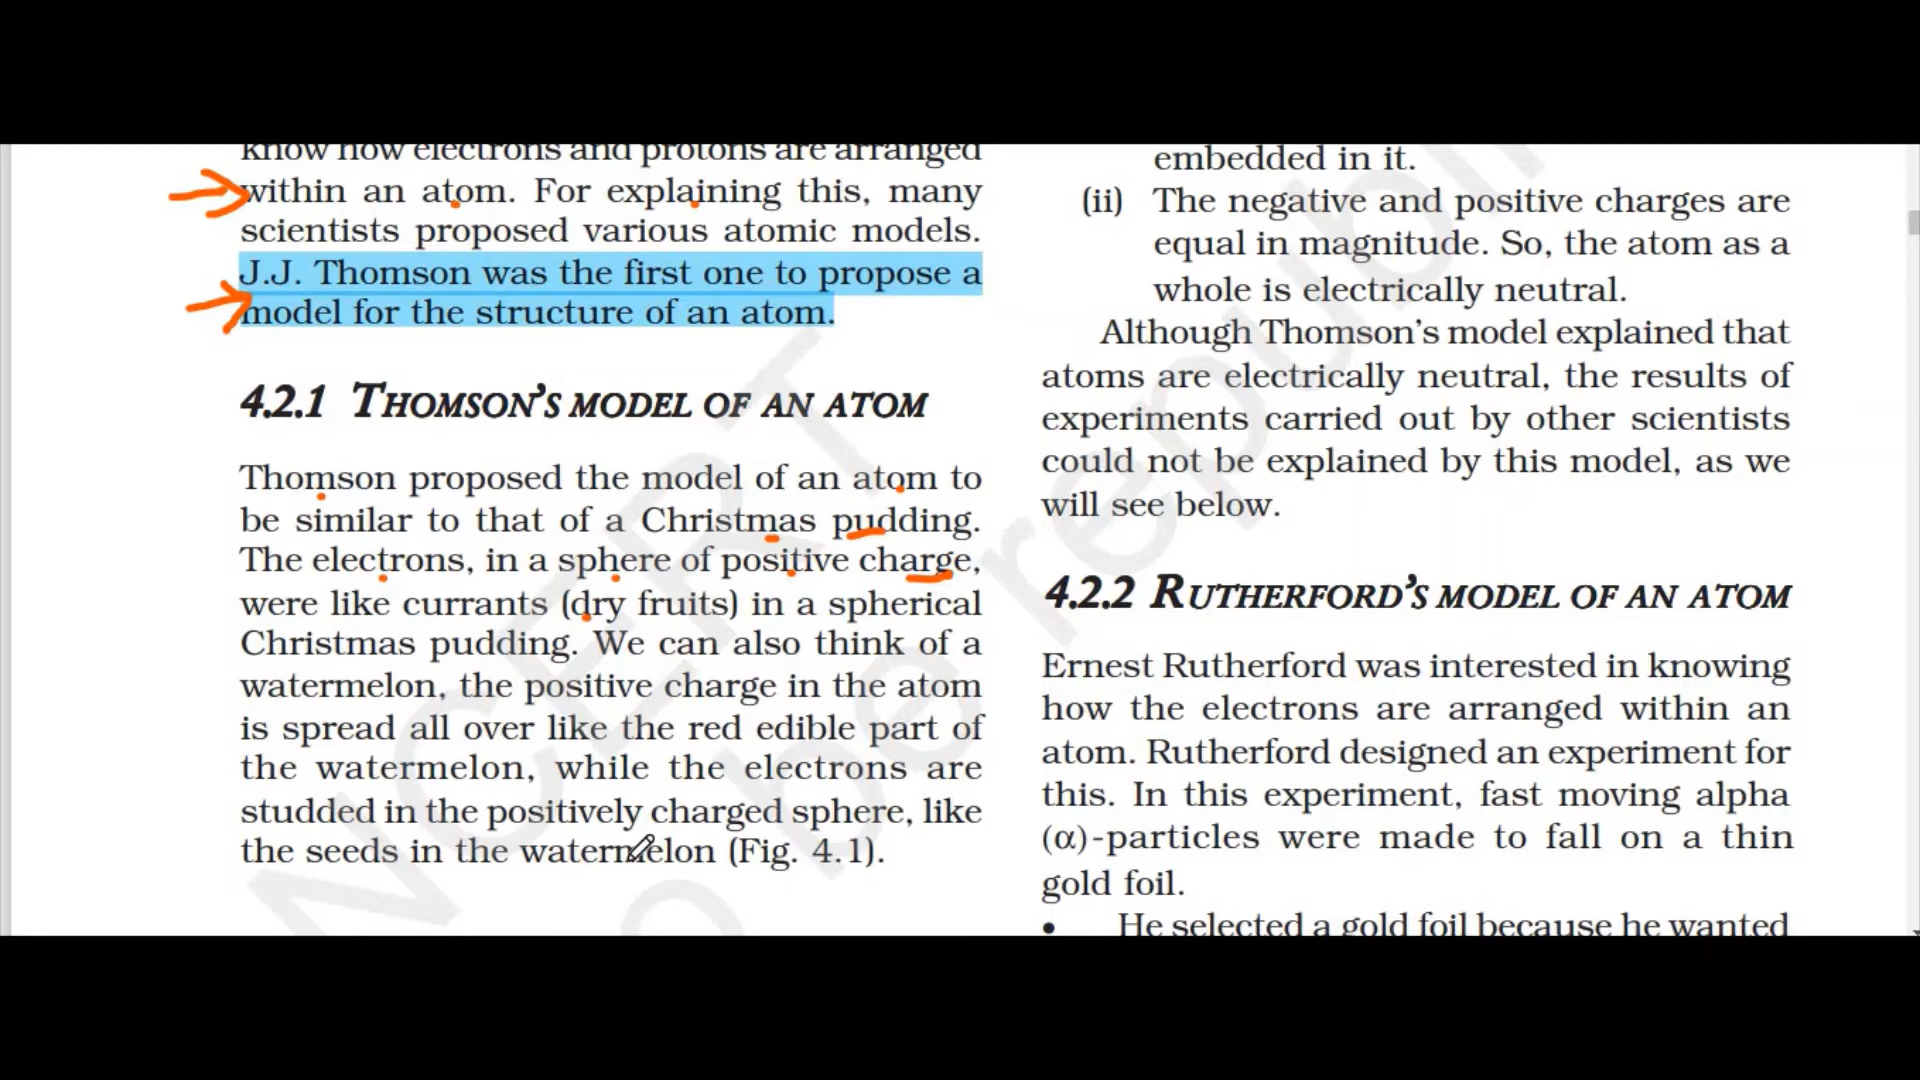 know how electrons and protons are arranged
within an atom. For explaining this, many
scientists proposed various atomic models.
J.J. Thomson was the first one to propose a
model for the structure of an atom.
4.2.1 THOMSON'S MODEL OF AN ATOM
Thomson proposed the model of an atom to
be similar to that of a Christmas pudding.
The electrons, in a sphere of positive charge,
were like currants (dry fruits) in a spherical
Christmas pudding. We can also think of a
watermelon, the positive charge in the atom
is spread all over like the red edible part of
the watermelon, while the electrons are
studded in the positively charged sphere, like
the seeds in the watermelon (Fig. 4.1).
embedded in it.
(ii) The negative and positive charges are
equal in magnitude. So, the atom as a
whole is electrically neutral.
Although Thomson's model explained that
atoms are electrically neutral, the results of
experiments carried out by other scientists
could not be explained by this model, as we
will see below.
4.2.2 RUTHERFORD'S MODEL OF AN ATOM
Ernest Rutherford was interested in knowing
how the electrons are arranged within an
atom. Rutherford designed an experiment for
this. In this experiment, fast moving alpha
(α)-particles were made to fall on a thin
gold foil.
• He selected a gold foil because he wanted
NCERT
be republi